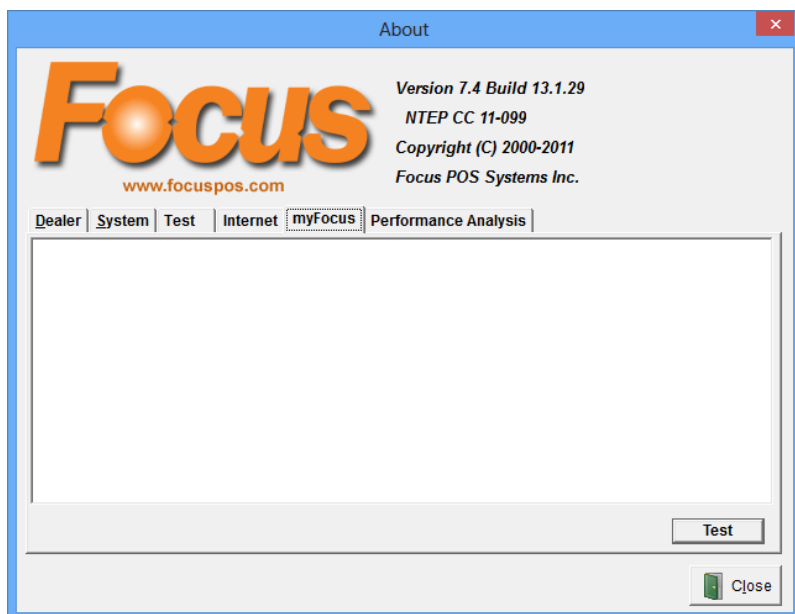 About
Focus
www.focuspos.com
Version 7.4 Build 13.1.29
NTEP CC 11-099
Copyright (C) 2000-2011
Focus POS Systems Inc.
Dealer System Test Internet myFocus Performance Analysis
Test
Close